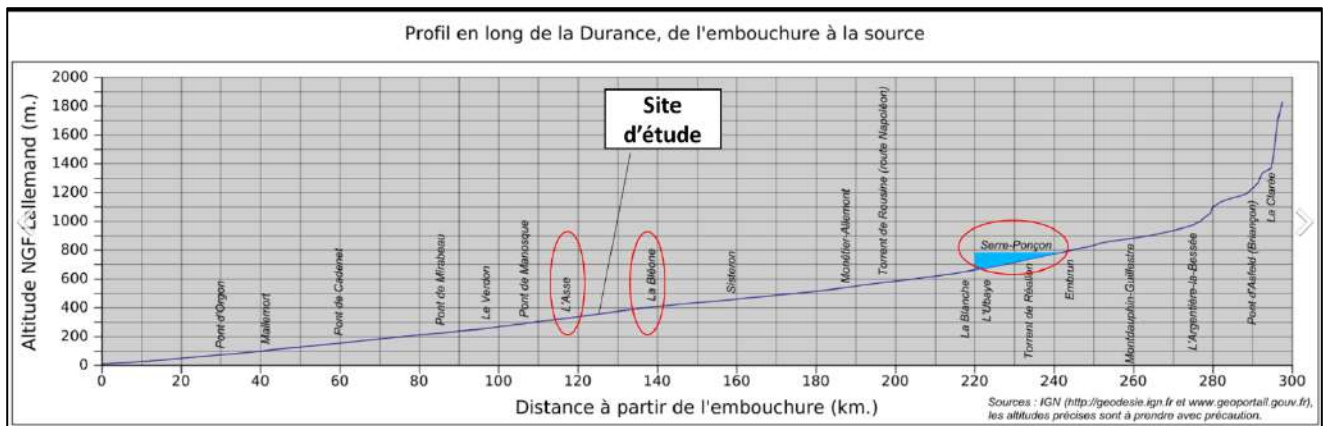 Profil en long de la Durance, de l'embouchure à la source
Altitude NGF Lallemand (m.)
2000
1800
1600
1400
1200
1000
800
600
400
200
0
Site
d'étude
Pont d'Orgon
Mallemort
Pont de Cadenet
Pont de Mirabeau
Le Verdon
Pont de Manosque
L'Asse
La Bléone
Sisteron
Monêtier-Allemont
Torrent de Rousine (route Napoléon)
La Blanche
L'Ubaye
Serre-Ponçon
Torrent de Réallon
Embrun
Montdauphin-Guillestre
L'Argentière-la-Bessée
Pont d'Asfeld (Briançon)
La Clarée
0 20 40 60 80 100 120 140 160 180 200 220 240 260 280 300
Distance à partir de l'embouchure (km.)
Sources : IGN (http://geodesie.ign.fr et www.geoportail.gouv.fr),
les altitudes précises sont à prendre avec précaution.